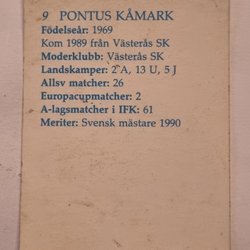 9 PONTUS KÅMARK
Födelseår: 1969
Kom 1989 från Västerås SK
Moderklubb: Västerås SK
Landskamper: 2 A, 13 U, 5 J
Allsv matcher: 26
Europacupmatcher: 2
A-lagsmatcher i IFK: 61
Meriter: Svensk mästare 1990